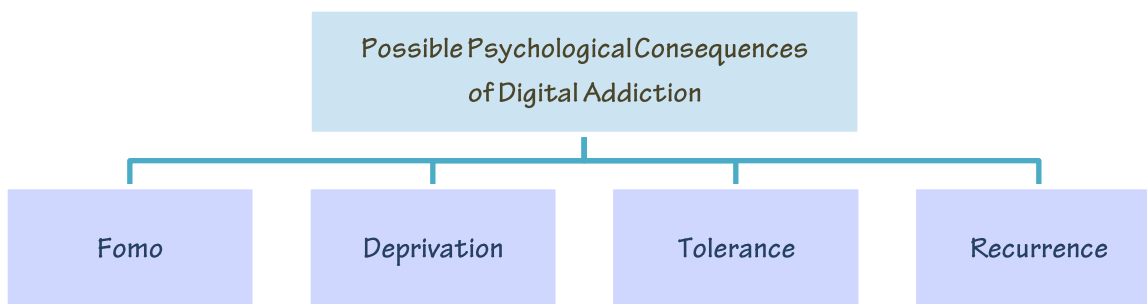 Possible Psychological Consequences
of Digital Addiction
Fomo
Deprivation
Tolerance
Recurrence